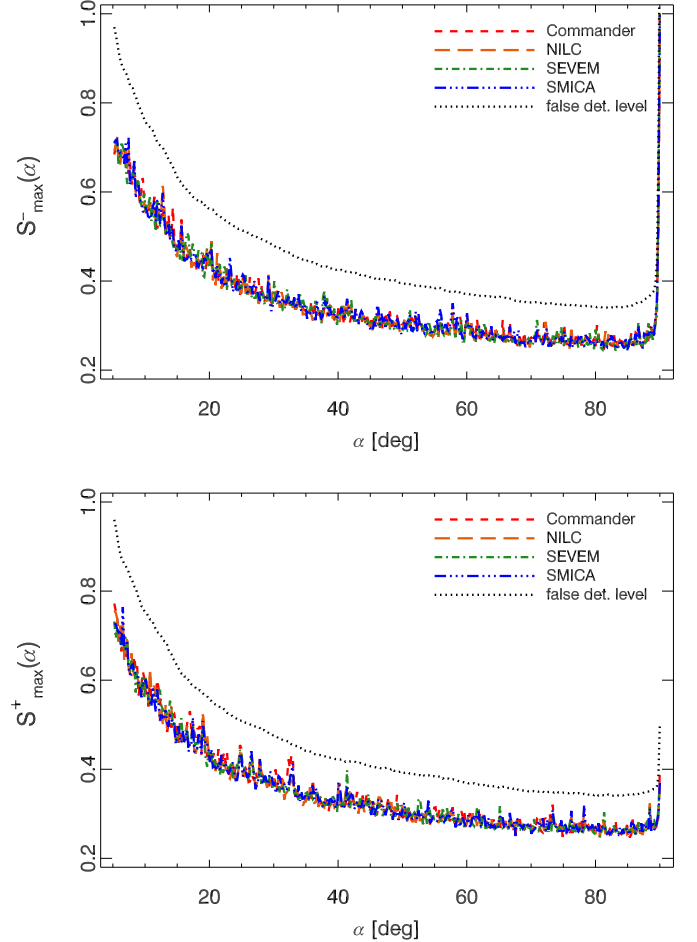 1.0
0.8
0.6
0.4
0.2
S⁻max(α)
Commander
NILC
SEVEM
SMICA
false det. level
20 40 60 80
α [deg]
1.0
0.8
0.6
0.4
0.2
S⁺max(α)
Commander
NILC
SEVEM
SMICA
false det. level
20 40 60 80
α [deg]